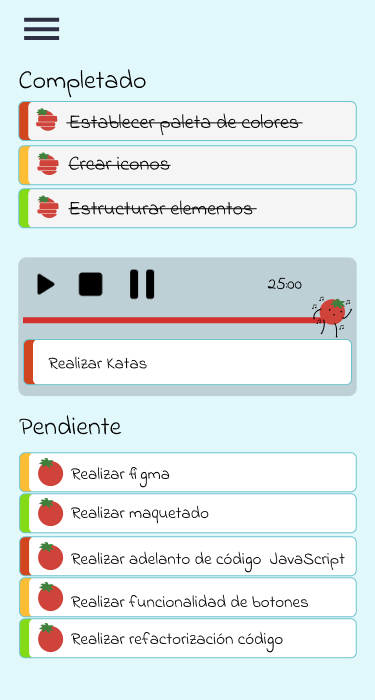 Completado
Establecer paleta de colores
Crear iconos
Estructurar elementos
25:00
Realizar Katas
Pendiente
Realizar figma
Realizar maquetado
Realizar adelanto de código JavaScript
Realizar funcionalidad de botones
Realizar refactorización código